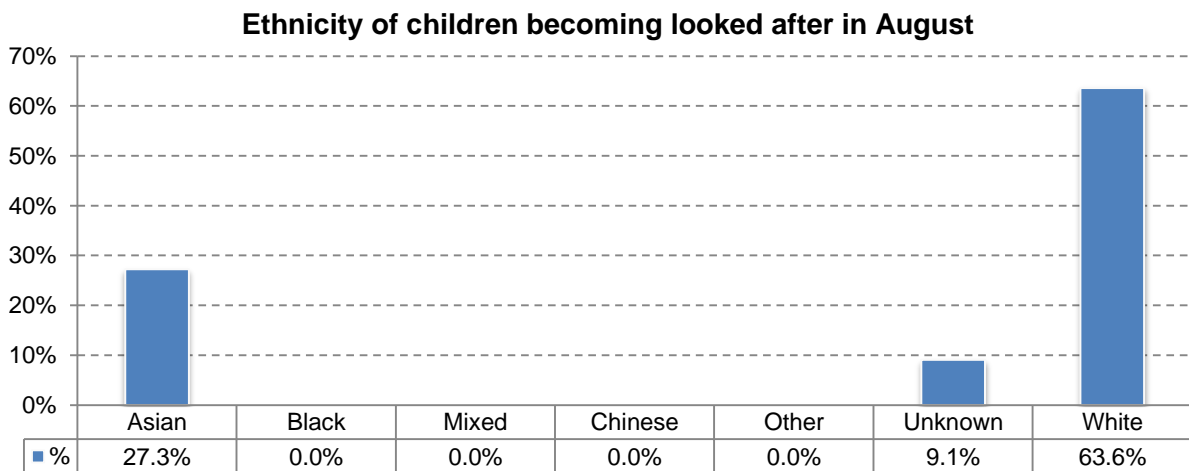 Ethnicity of children becoming looked after in August
70%
60%
50%
40%
30%
20%
10%
0%
Asian Black Mixed Chinese Other Unknown White
% 27.3% 0.0% 0.0% 0.0% 0.0% 9.1% 63.6%